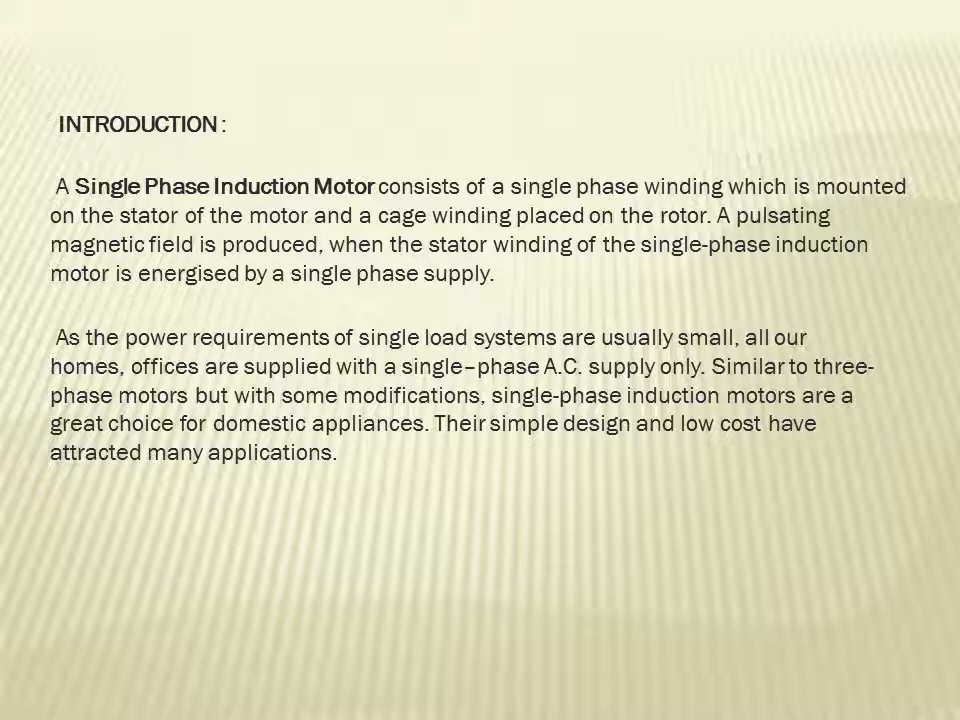 INTRODUCTION :
A Single Phase Induction Motor consists of a single phase winding which is mounted
on the stator of the motor and a cage winding placed on the rotor. A pulsating
magnetic field is produced, when the stator winding of the single-phase induction
motor is energised by a single phase supply.
As the power requirements of single load systems are usually small, all our
homes, offices are supplied with a single–phase A.C. supply only. Similar to three-
phase motors but with some modifications, single-phase induction motors are a
great choice for domestic appliances. Their simple design and low cost have
attracted many applications.